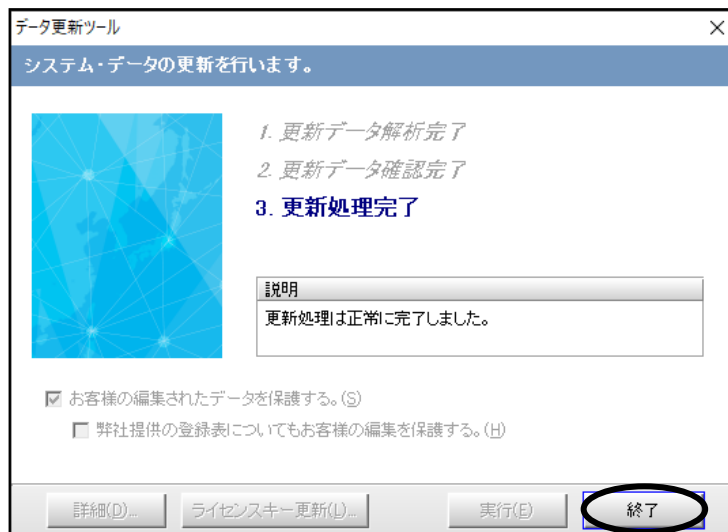 データ更新ツール
システム・データの更新を行います。
1. 更新データ解析完了
2. 更新データ確認完了
3. 更新処理完了
説明
更新処理は正常に完了しました。
お客様の編集されたデータを保護する。(S)
弊社提供の登録表についてもお客様の編集を保護する。(H)
詳細(D)... ライセンスキー更新(L)... 実行(E) 終了